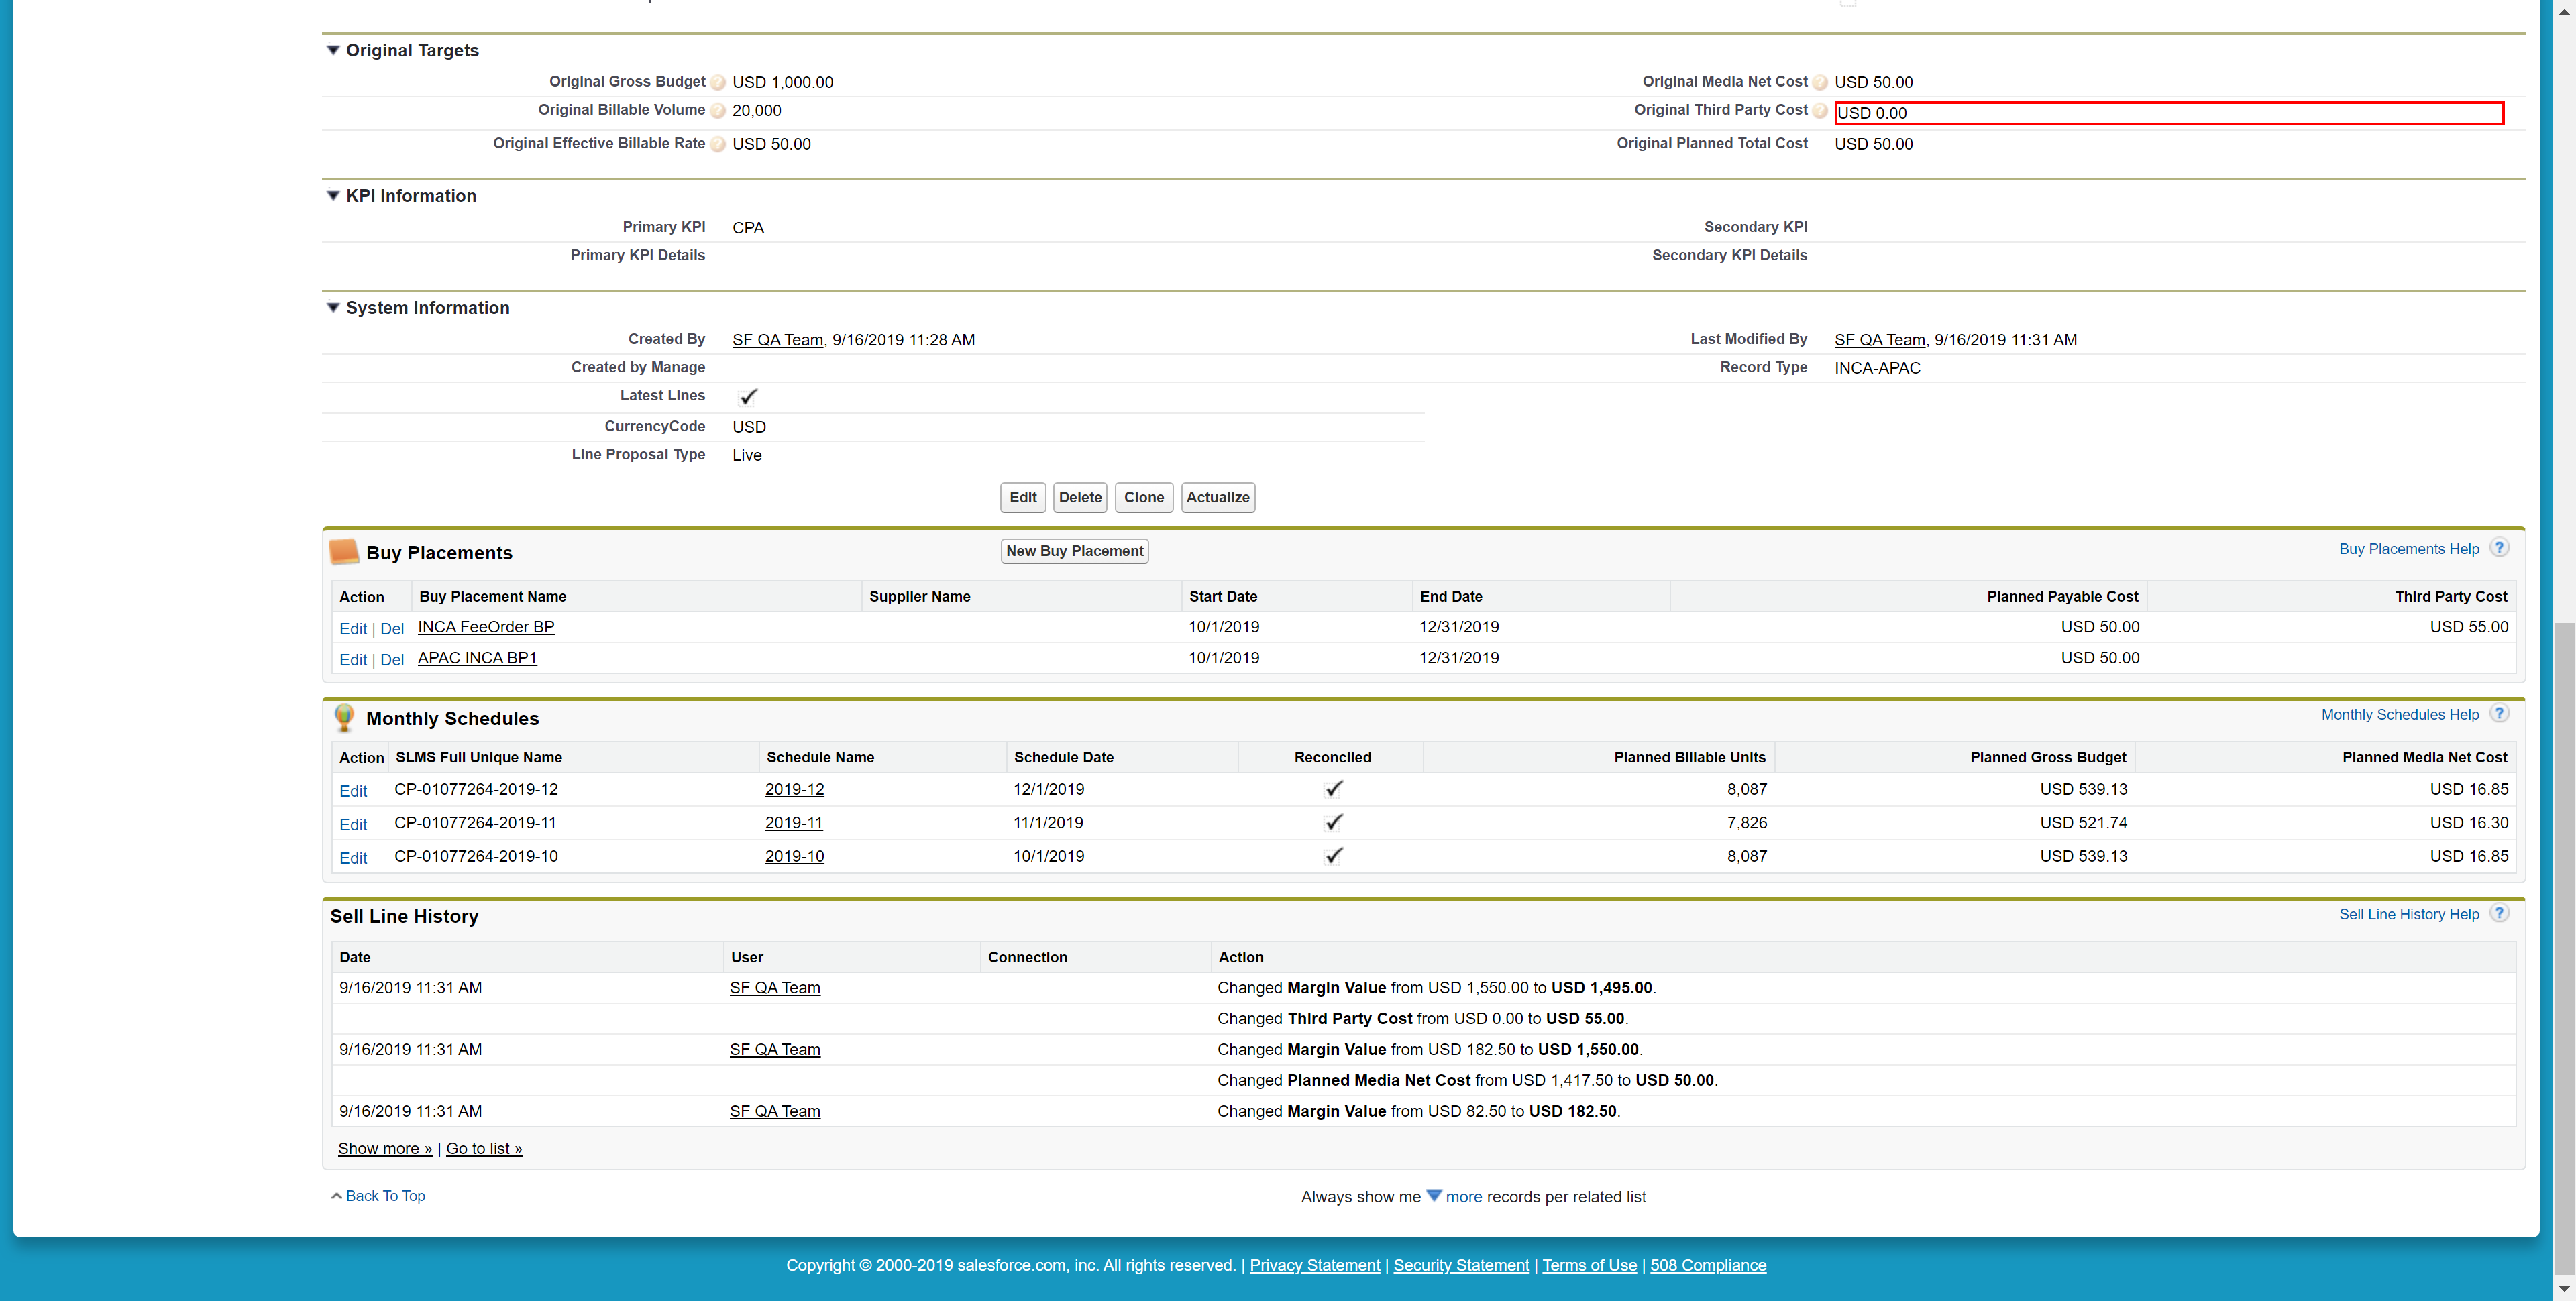 Original Targets
Original Gross Budget ? USD 1,000.00 Original Media Net Cost ? USD 50.00
Original Billable Volume ? 20,000 Original Third Party Cost ? USD 0.00
Original Effective Billable Rate ? USD 50.00 Original Planned Total Cost USD 50.00
KPI Information
Primary KPI CPA Secondary KPI
Primary KPI Details Secondary KPI Details
System Information
Created By SF QA Team, 9/16/2019 11:28 AM Last Modified By SF QA Team, 9/16/2019 11:31 AM
Created by Manage Record Type INCA-APAC
Latest Lines
CurrencyCode USD
Line Proposal Type Live
Edit Delete Clone Actualize
Buy Placements New Buy Placement Buy Placements Help ?
Action Buy Placement Name Supplier Name Start Date End Date Planned Payable Cost Third Party Cost
Edit | Del INCA FeeOrder BP 10/1/2019 12/31/2019 USD 50.00 USD 55.00
Edit | Del APAC INCA BP1 10/1/2019 12/31/2019 USD 50.00
Monthly Schedules Monthly Schedules Help ?
Action SLMS Full Unique Name Schedule Name Schedule Date Reconciled Planned Billable Units Planned Gross Budget Planned Media Net Cost
Edit CP-01077264-2019-12 2019-12 12/1/2019 8,087 USD 539.13 USD 16.85
Edit CP-01077264-2019-11 2019-11 11/1/2019 7,826 USD 521.74 USD 16.30
Edit CP-01077264-2019-10 2019-10 10/1/2019 8,087 USD 539.13 USD 16.85
Sell Line History Sell Line History Help ?
Date User Connection Action
9/16/2019 11:31 AM SF QA Team Changed Margin Value from USD 1,550.00 to USD 1,495.00.
Changed Third Party Cost from USD 0.00 to USD 55.00.
9/16/2019 11:31 AM SF QA Team Changed Margin Value from USD 182.50 to USD 1,550.00.
Changed Planned Media Net Cost from USD 1,417.50 to USD 50.00.
9/16/2019 11:31 AM SF QA Team Changed Margin Value from USD 82.50 to USD 182.50.
Show more » | Go to list »
Back To Top Always show me more records per related list
Copyright © 2000-2019 salesforce.com, inc. All rights reserved. | Privacy Statement | Security Statement | Terms of Use | 508 Compliance